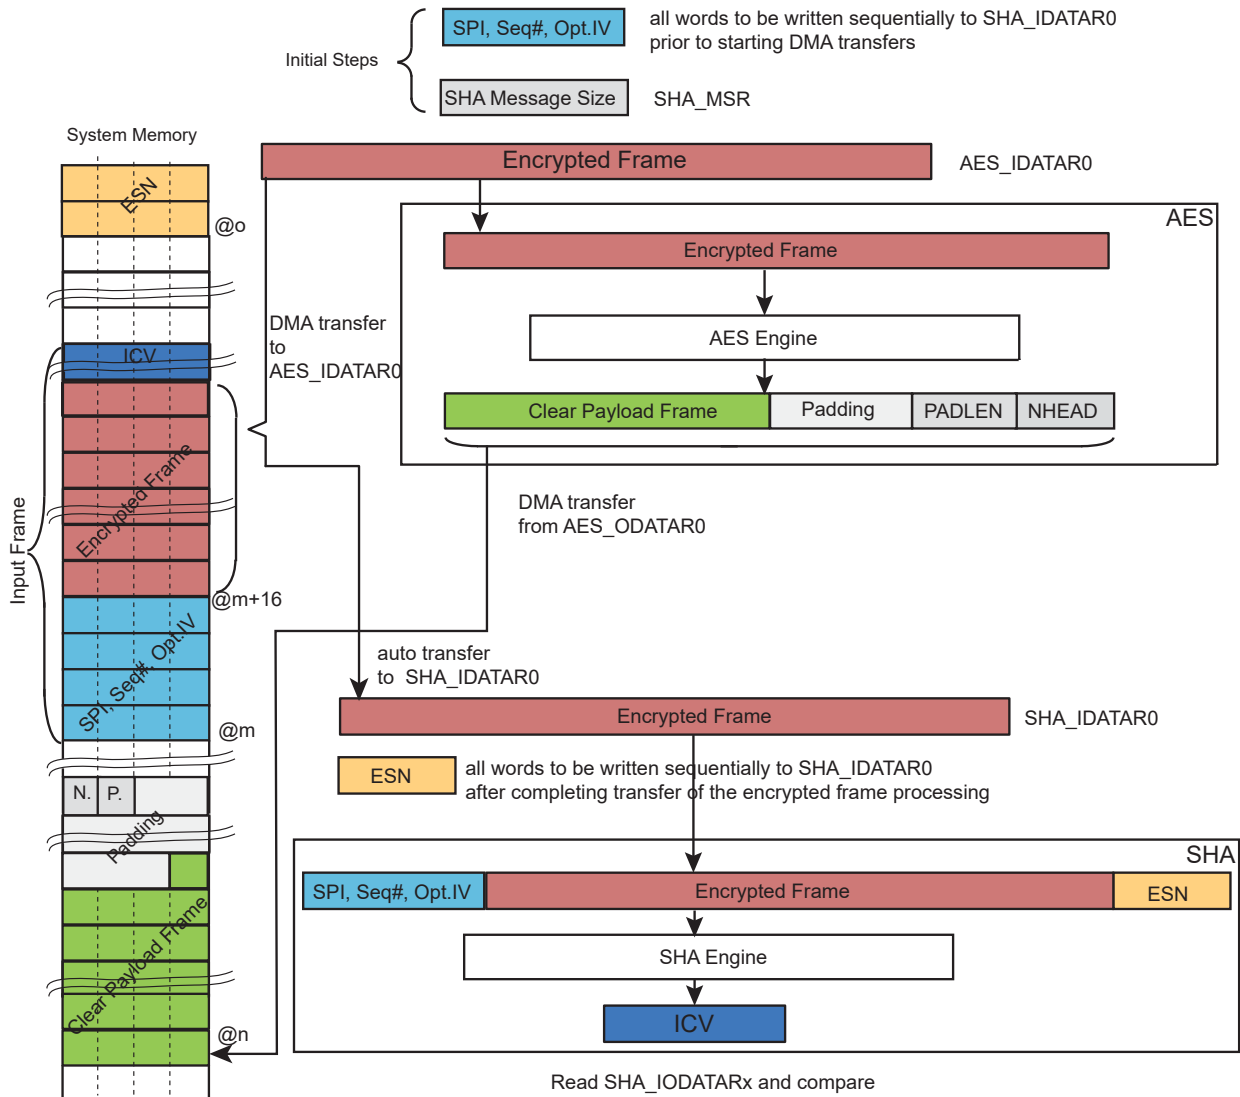 SPI, Seq#, Opt.IV
all words to be written sequentially to SHA_IDATAR0
prior to starting DMA transfers
Initial Steps
SHA Message Size
SHA_MSR
System Memory
Encrypted Frame
AES_IDATAR0
ESN
@o
AES
Encrypted Frame
DMA transfer
to
AES_IDATAR0
AES Engine
ICV
Clear Payload Frame
Padding
PADLEN
NHEAD
Input Frame
Encrypted Frame
DMA transfer
from AES_ODATAR0
@m+16
SPI, Seq#, Opt.IV
auto transfer
to SHA_IDATAR0
@m
Encrypted Frame
SHA_IDATAR0
ESN
all words to be written sequentially to SHA_IDATAR0
after completing transfer of the encrypted frame processing
N.
P.
Padding
SHA
SPI, Seq#, Opt.IV
Encrypted Frame
ESN
Clear Payload Frame
SHA Engine
ICV
@n
Read SHA_IODATARx and compare